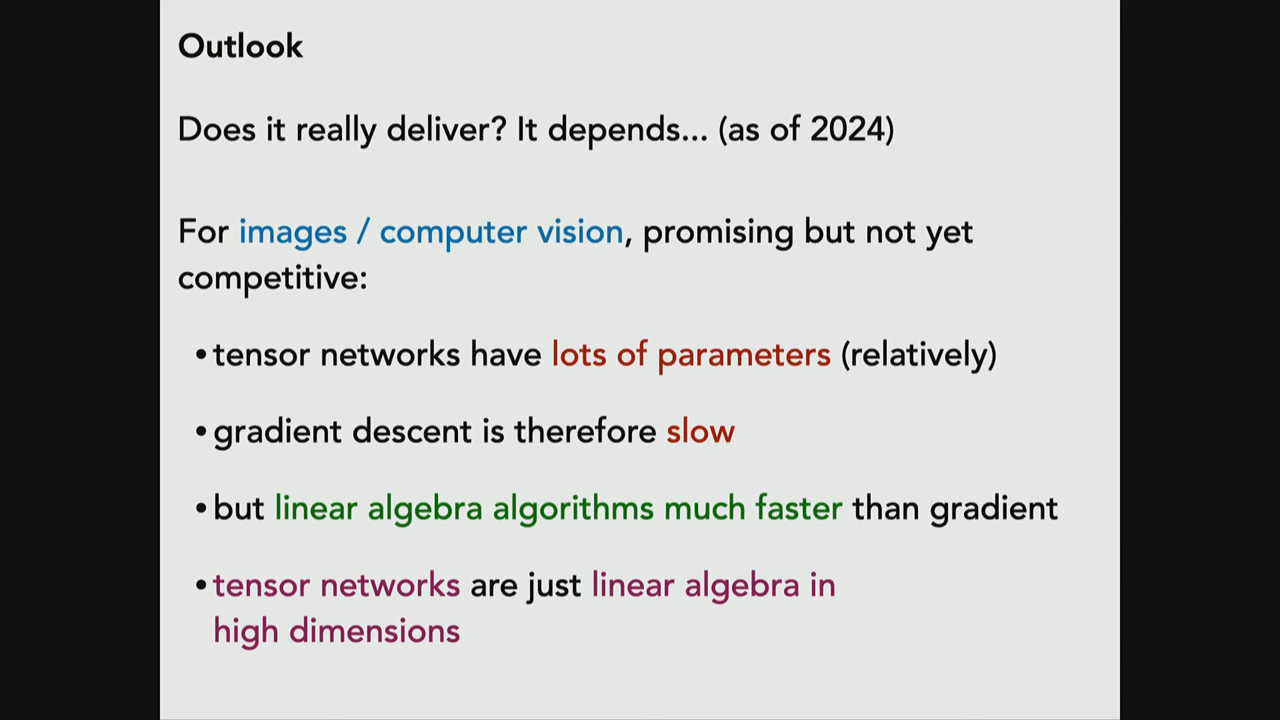 Outlook
Does it really deliver? It depends... (as of 2024)
For images / computer vision, promising but not yet
competitive:
• tensor networks have lots of parameters (relatively)
• gradient descent is therefore slow
• but linear algebra algorithms much faster than gradient
• tensor networks are just linear algebra in
high dimensions